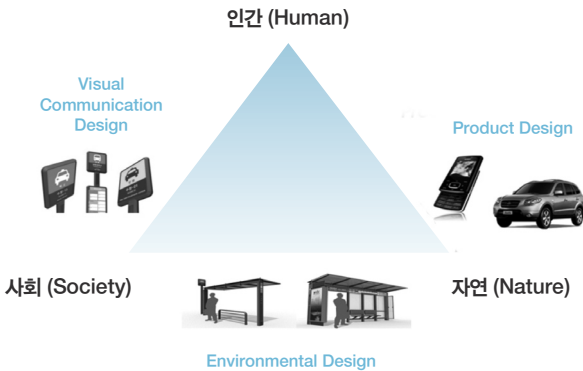 인간 (Human)
Visual
Communication
Design
Product Design
사회 (Society)
자연 (Nature)
Environmental Design